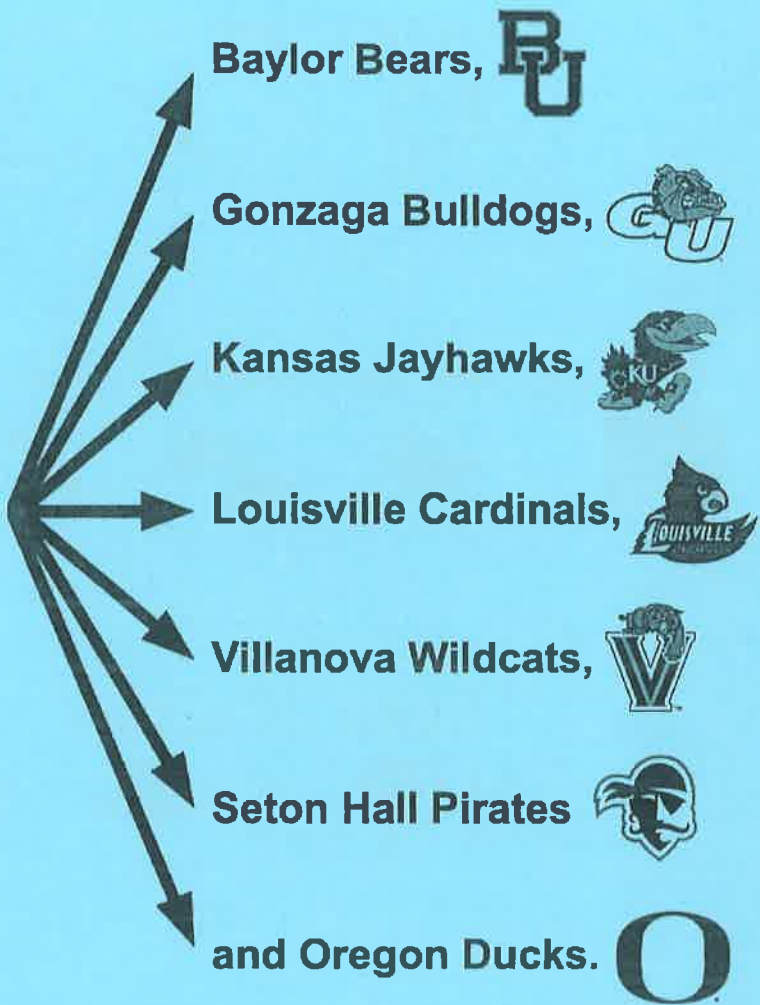 Baylor Bears, BU
Gonzaga Bulldogs, GU
Kansas Jayhawks, KU
Louisville Cardinals, LOUISVILLE
Villanova Wildcats, V
Seton Hall Pirates
and Oregon Ducks. O